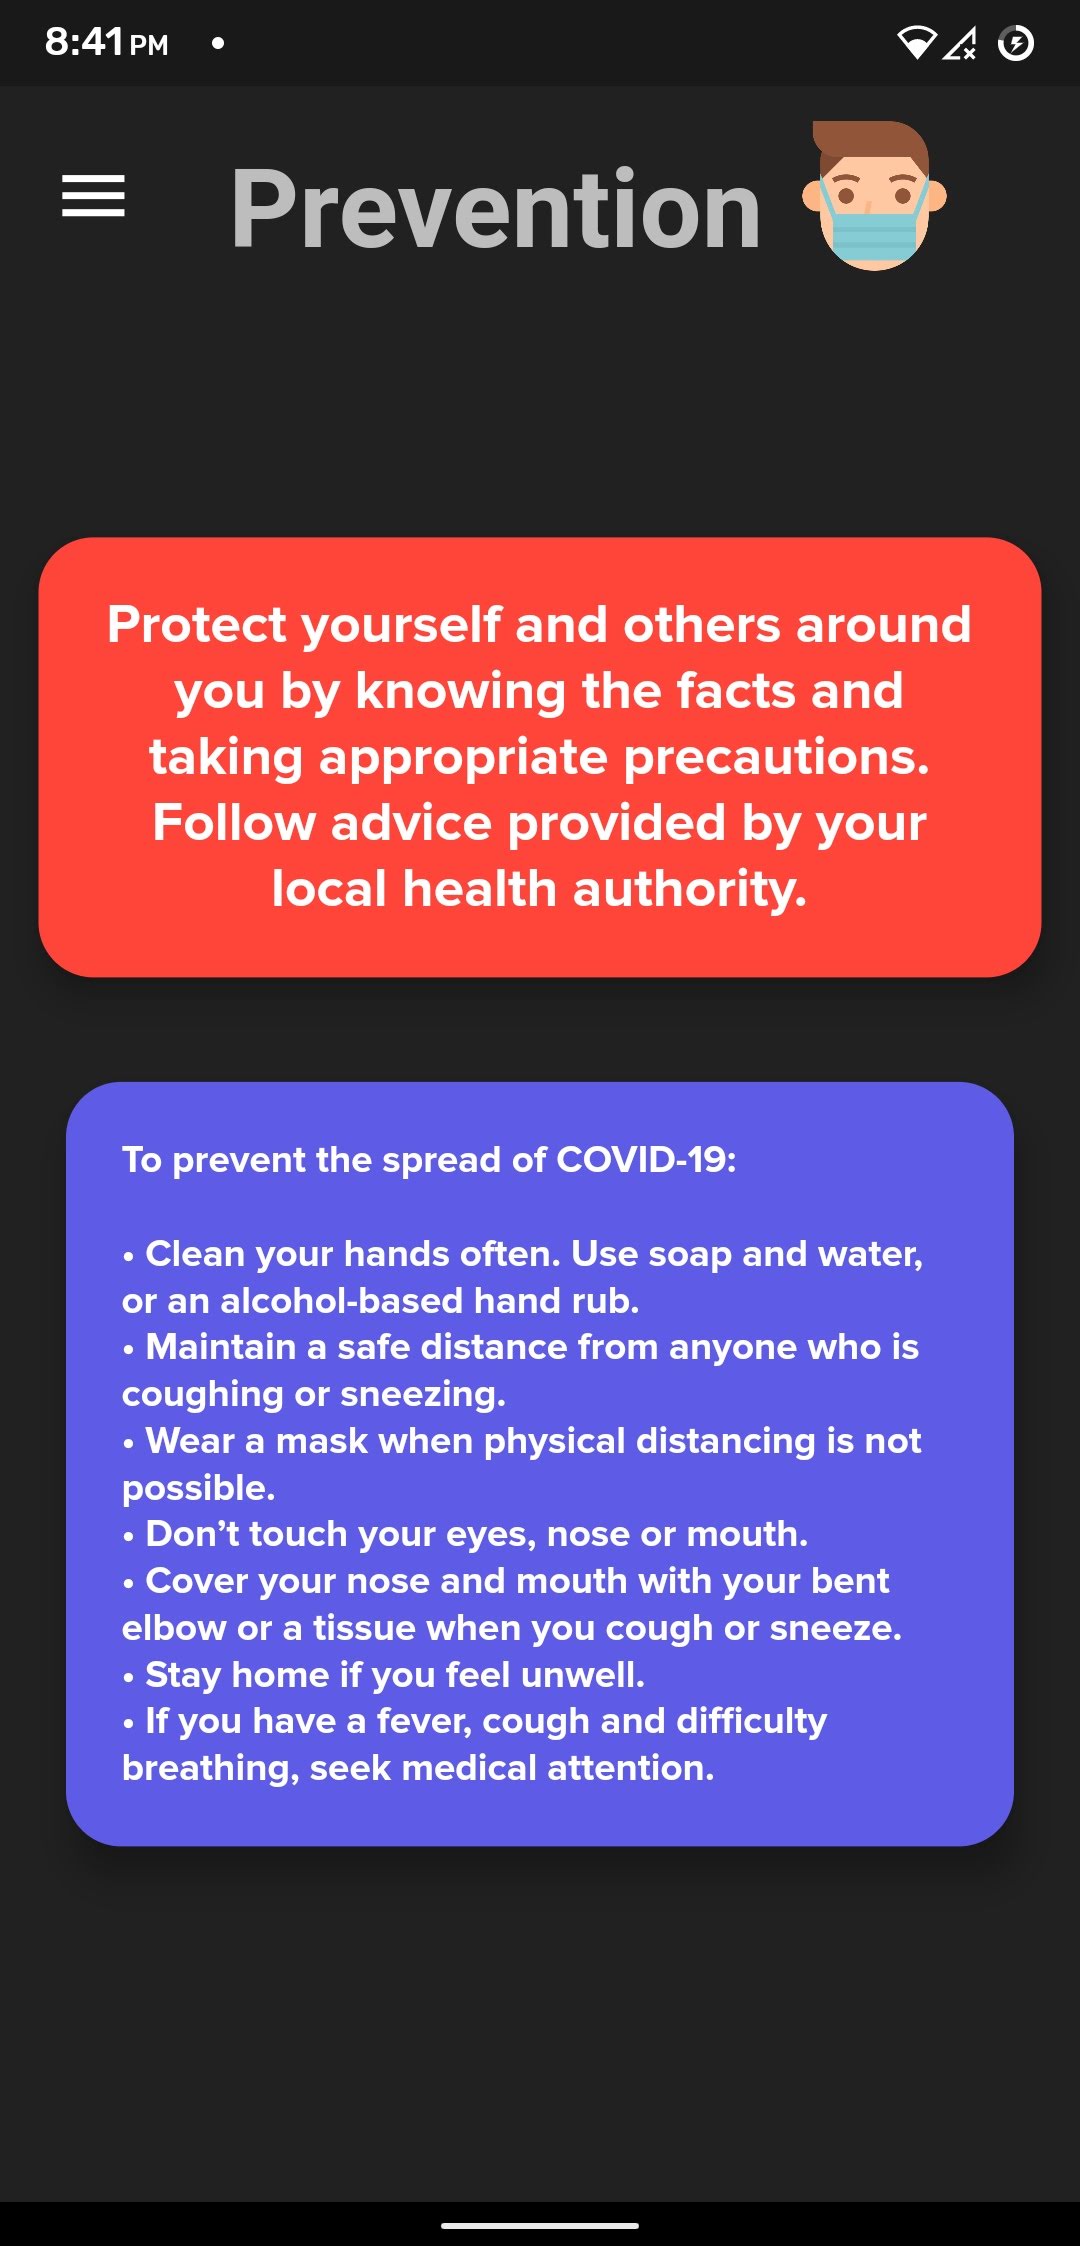 8:41 PM
Prevention
Protect yourself and others around
you by knowing the facts and
taking appropriate precautions.
Follow advice provided by your
local health authority.
To prevent the spread of COVID-19:
• Clean your hands often. Use soap and water,
or an alcohol-based hand rub.
• Maintain a safe distance from anyone who is
coughing or sneezing.
• Wear a mask when physical distancing is not
possible.
• Don’t touch your eyes, nose or mouth.
• Cover your nose and mouth with your bent
elbow or a tissue when you cough or sneeze.
• Stay home if you feel unwell.
• If you have a fever, cough and difficulty
breathing, seek medical attention.